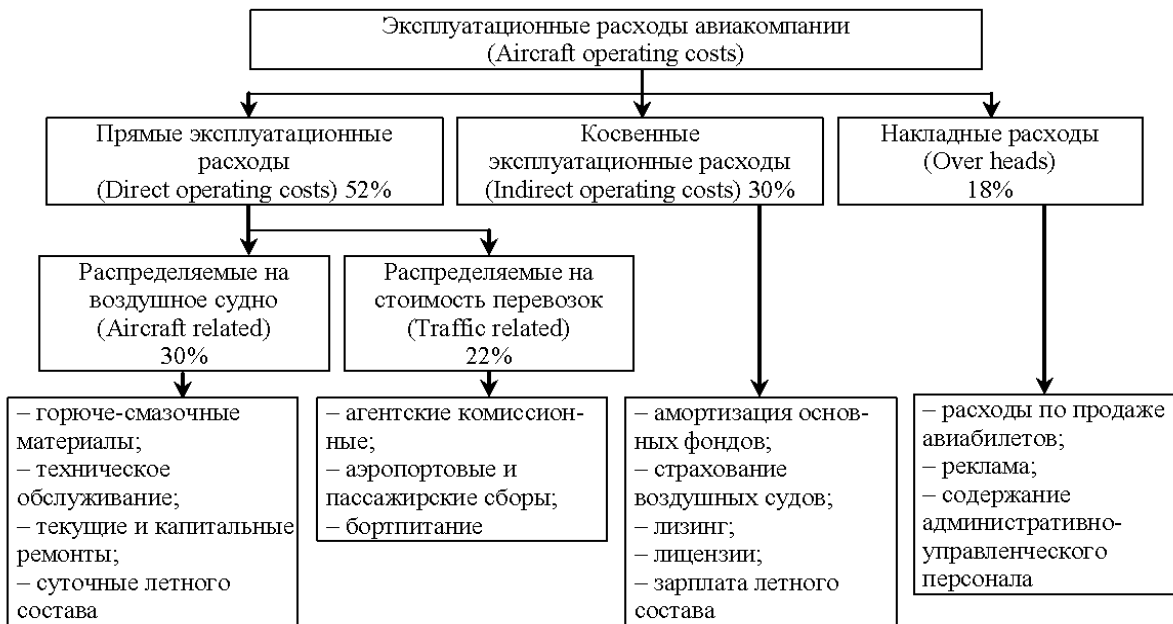 Эксплуатационные расходы авиакомпании
(Aircraft operating costs)
Прямые эксплуатационные
расходы
(Direct operating costs) 52%
Косвенные
эксплуатационные расходы
(Indirect operating costs) 30%
Накладные расходы
(Over heads)
18%
Распределяемые на
воздушное судно
(Aircraft related)
30%
Распределяемые на
стоимость перевозок
(Traffic related)
22%
– горюче-смазочные
материалы;
– техническое
обслуживание;
– текущие и капитальные
ремонты;
– суточные летного
состава
– агентские комиссион-
ные;
– аэропортовые и
пассажирские сборы;
– бортпитание
– амортизация основ-
ных фондов;
– страхование
воздушных судов;
– лизинг;
– лицензии;
– зарплата летного
состава
– расходы по продаже
авиабилетов;
– реклама;
– содержание
административно-
управленческого
персонала